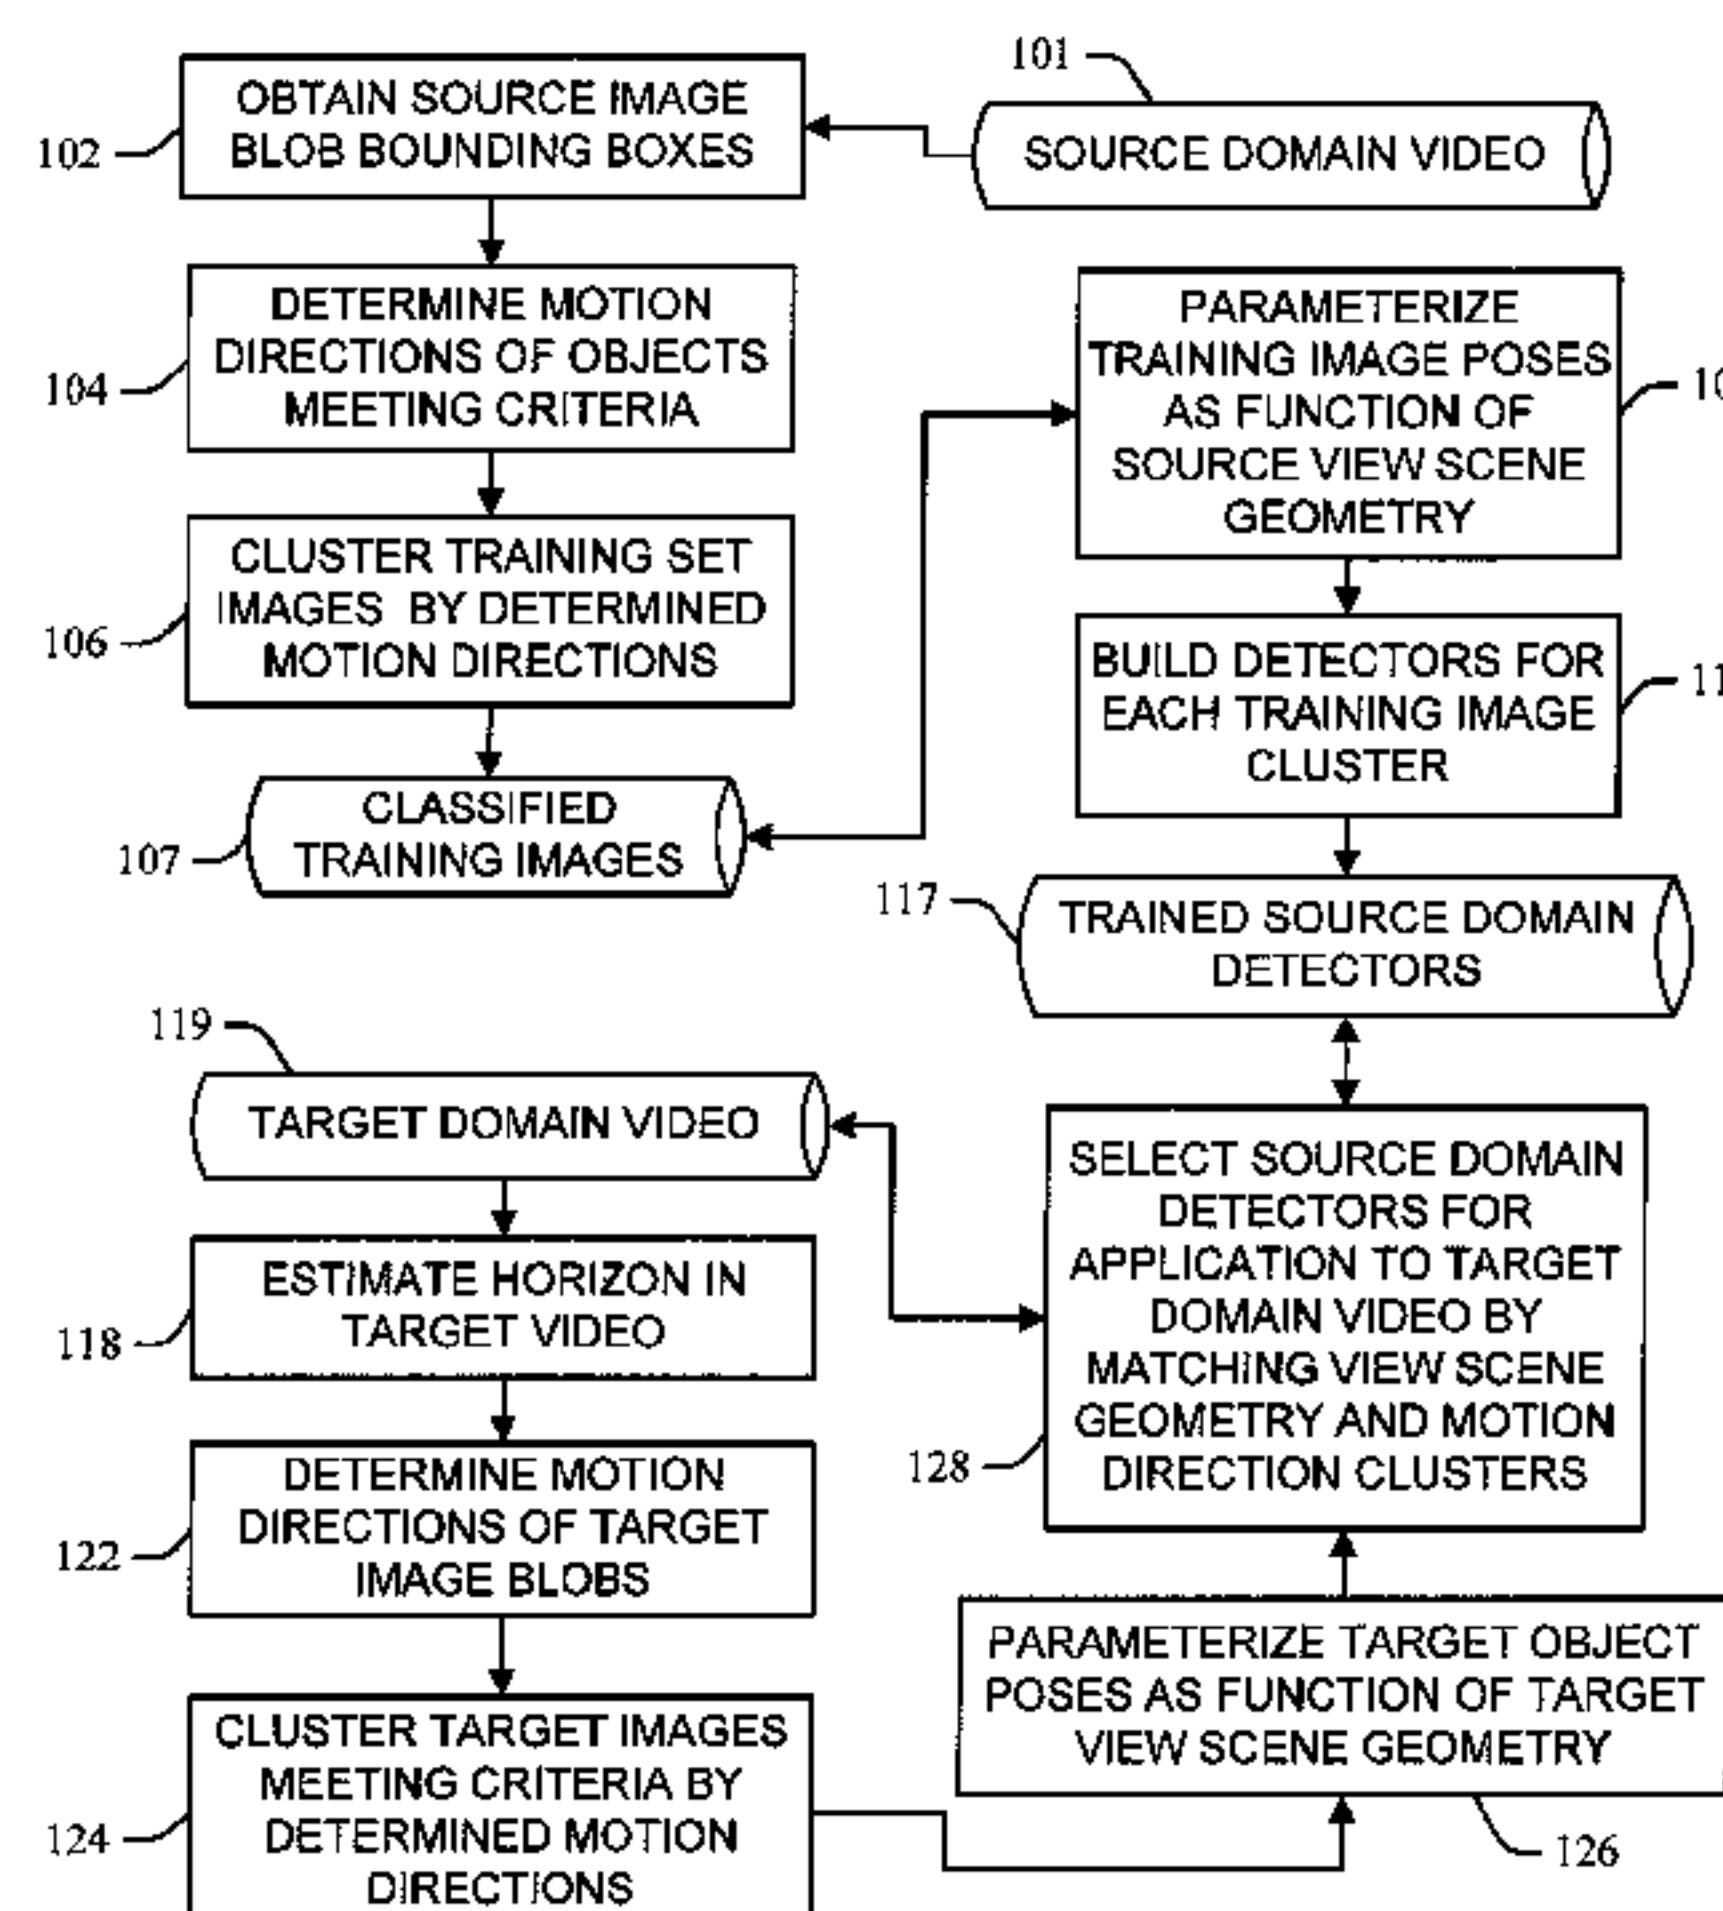 101
OBTAIN SOURCE IMAGE
BLOB BOUNDING BOXES
102
SOURCE DOMAIN VIDEO
DETERMINE MOTION
DIRECTIONS OF OBJECTS
MEETING CRITERIA
104
PARAMETERIZE
TRAINING IMAGE POSES
AS FUNCTION OF
SOURCE VIEW SCENE
GEOMETRY
CLUSTER TRAINING SET
IMAGES BY DETERMINED
MOTION DIRECTIONS
106
BUILD DETECTORS FOR
EACH TRAINING IMAGE
CLUSTER
CLASSIFIED
TRAINING IMAGES
107
117
TRAINED SOURCE DOMAIN
DETECTORS
119
TARGET DOMAIN VIDEO
SELECT SOURCE DOMAIN
DETECTORS FOR
APPLICATION TO TARGET
DOMAIN VIDEO BY
MATCHING VIEW SCENE
GEOMETRY AND MOTION
DIRECTION CLUSTERS
128
ESTIMATE HORIZON IN
TARGET VIDEO
118
DETERMINE MOTION
DIRECTIONS OF TARGET
IMAGE BLOBS
122
PARAMETERIZE TARGET OBJECT
POSES AS FUNCTION OF TARGET
VIEW SCENE GEOMETRY
126
CLUSTER TARGET IMAGES
MEETING CRITERIA BY
DETERMINED MOTION
DIRECTIONS
124